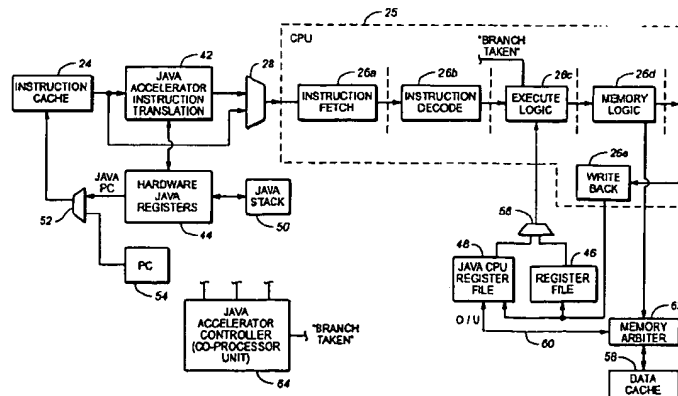 25
CPU
24
INSTRUCTION
CACHE
42
JAVA
ACCELERATOR
INSTRUCTION
TRANSLATION
28
"BRANCH
TAKEN"
26a
INSTRUCTION
FETCH
26b
INSTRUCTION
DECODE
26c
EXECUTE
LOGIC
26d
MEMORY
LOGIC
26e
WRITE
BACK
JAVA
PC
52
HARDWARE
JAVA
REGISTERS
44
JAVA
STACK
50
PC
54
56
48
JAVA CPU
REGISTER
FILE
46
REGISTER
FILE
O / U
60
MEMORY
ARBITER
58
DATA
CACHE
JAVA
ACCELERATOR
CONTROLLER
(CO-PROCESSOR
UNIT)
64
"BRANCH
TAKEN"